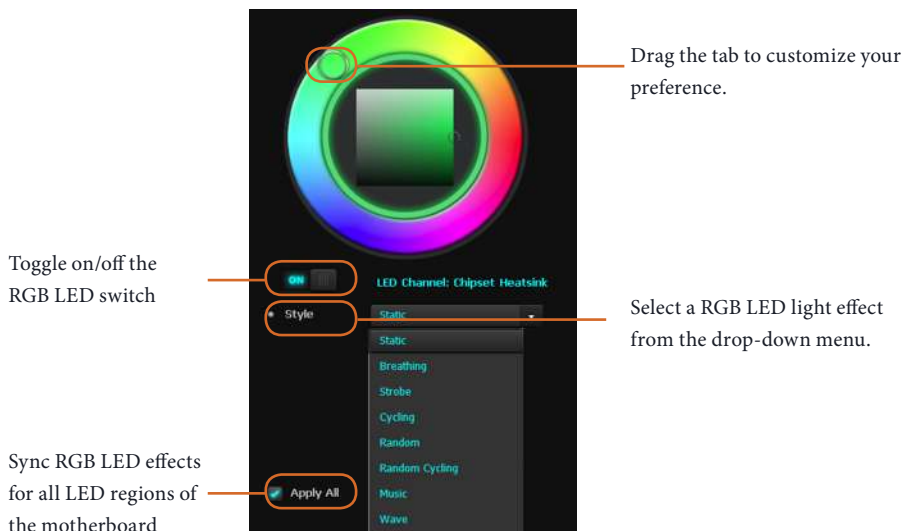 Drag the tab to customize your
preference.
Toggle on/off the
RGB LED switch
ON
LED Channel: Chipset Heatsink
Style
Static
Select a RGB LED light effect
from the drop-down menu.
Static
Breathing
Strobe
Cycling
Random
Random Cycling
Music
Wave
Sync RGB LED effects
for all LED regions of
the motherboard
Apply All